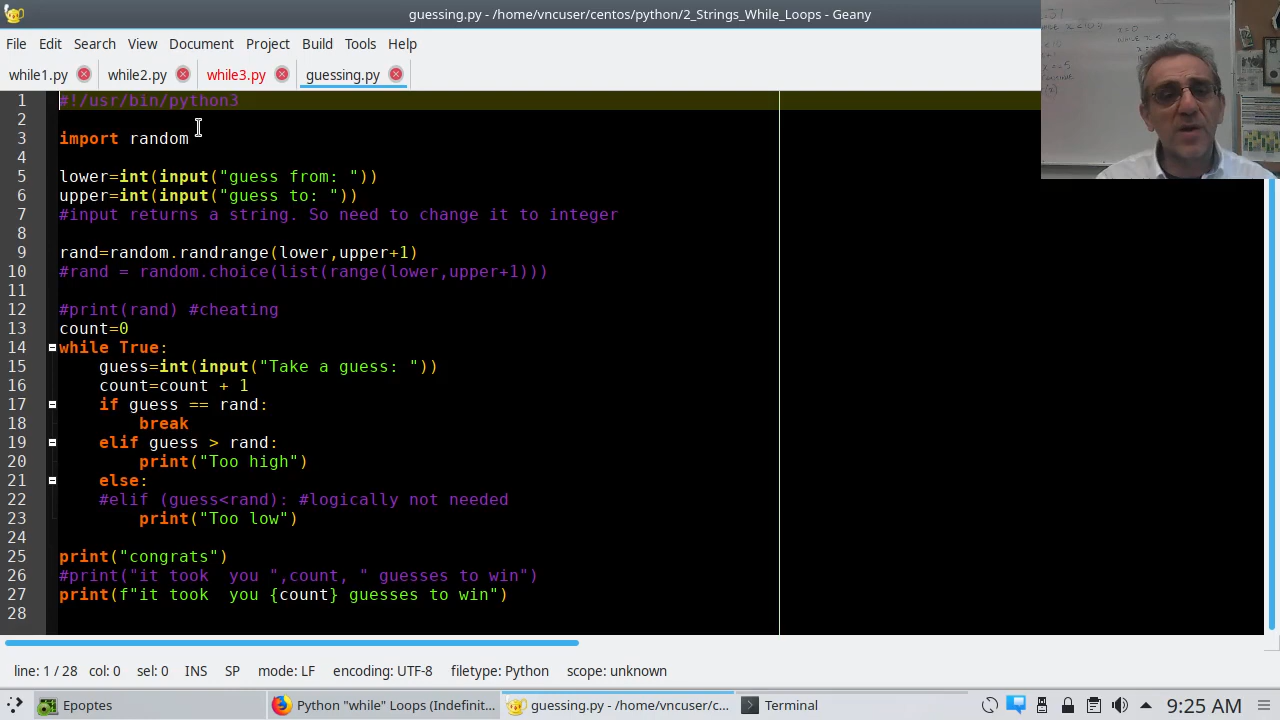 guessing.py - /home/vncuser/centos/python/2_Strings_While_Loops - Geany
File Edit Search View Document Project Build Tools Help
while1.py while2.py while3.py guessing.py
1 #!/usr/bin/python3
2
3 import random
4
5 lower=int(input("guess from: "))
6 upper=int(input("guess to: "))
7 #input returns a string. So need to change it to integer
8
9 rand=random.randrange(lower,upper+1)
10 #rand = random.choice(list(range(lower,upper+1)))
11
12 #print(rand) #cheating
13 count=0
14 while True:
15     guess=int(input("Take a guess: "))
16     count=count + 1
17     if guess == rand:
18         break
19     elif guess > rand:
20         print("Too high")
21     else:
22     #elif (guess<rand): #logically not needed
23         print("Too low")
24
25 print("congrats")
26 #print("it took  you ",count, " guesses to win")
27 print(f"it took  you {count} guesses to win")
28
line: 1 / 28 col: 0 sel: 0 INS SP mode: LF encoding: UTF-8 filetype: Python scope: unknown
Epoptes Python "while" Loops (Indefinit... guessing.py - /home/vncuser/c... Terminal 9:25 AM